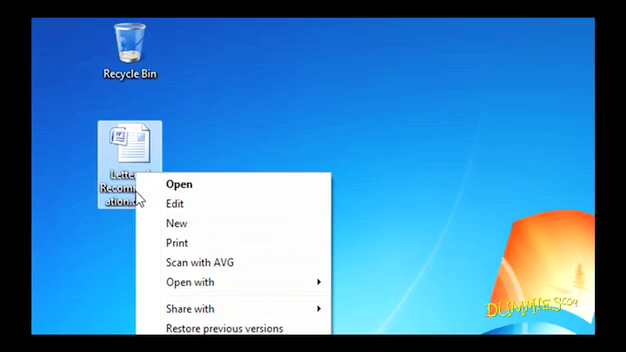 Recycle Bin
Open
Edit
New
Print
Scan with AVG
Open with
Share with
Restore previous versions
DUMMIES.COM